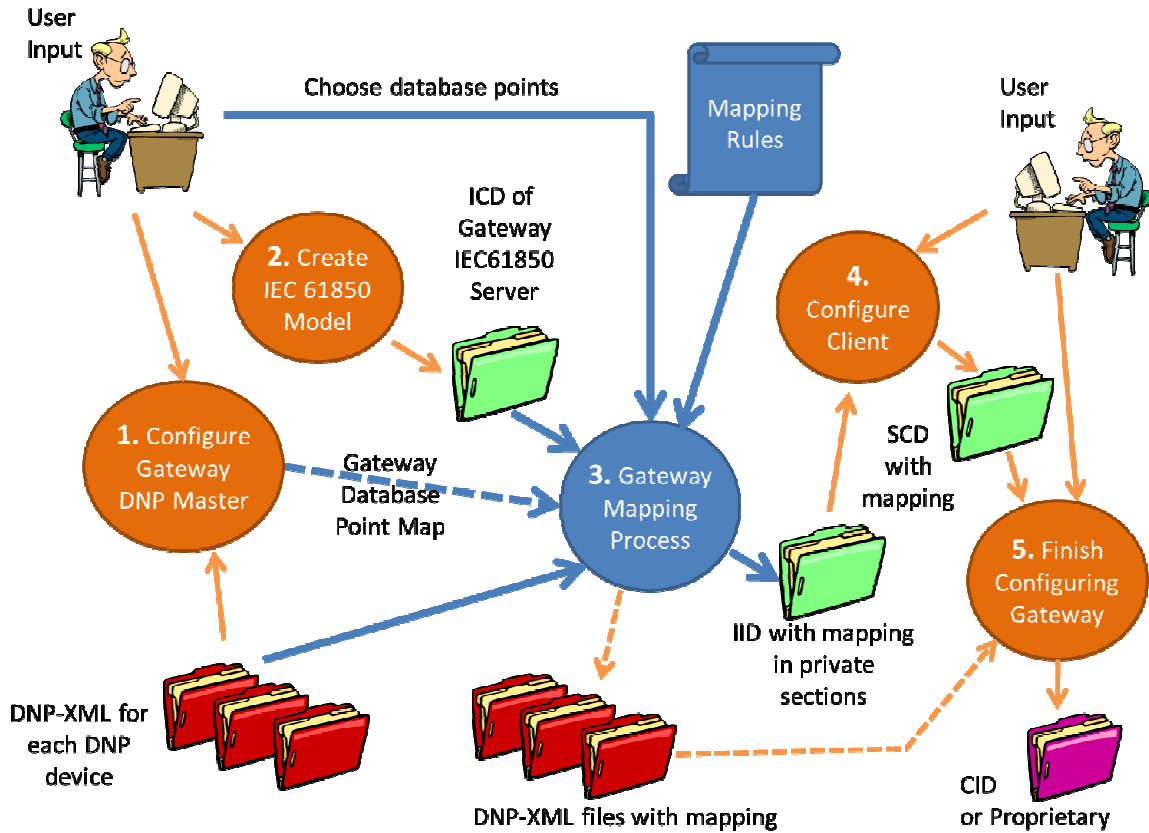 User
Input
Choose database points
Mapping
Rules
User
Input
ICD of
Gateway
IEC61850
Server
2. Create
IEC 61850
Model
4.
Configure
Client
1. Configure
Gateway
DNP Master
Gateway
Database
Point Map
3. Gateway
Mapping
Process
SCD
with
mapping
5. Finish
Configuring
Gateway
IID with mapping
in private
sections
DNP-XML for
each DNP
device
DNP-XML files with mapping
CID
or Proprietary